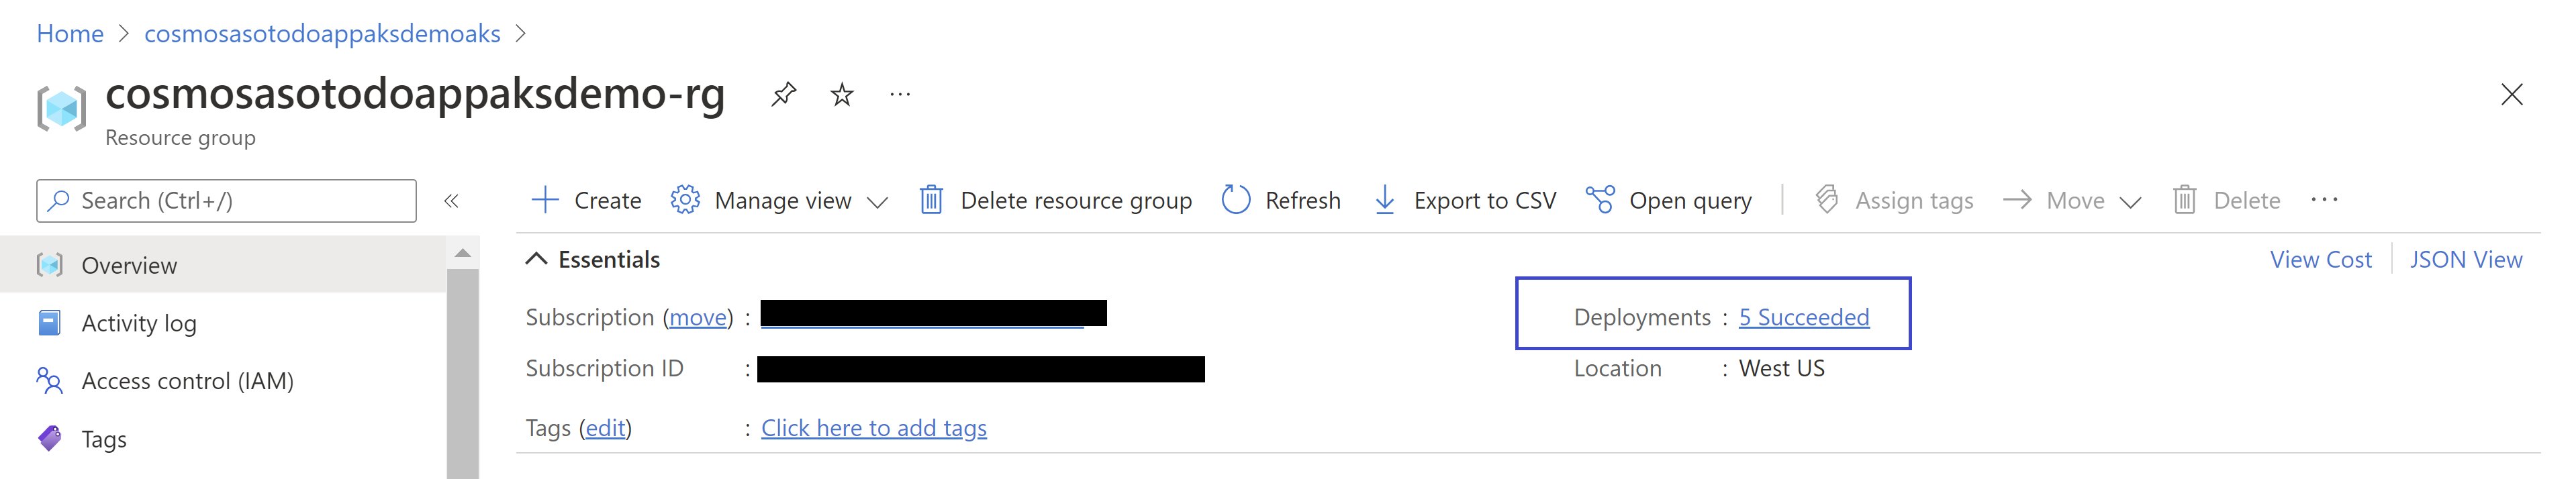 Home > cosmosasotodoappaksdemoaks >
cosmosasotodoappaksdemo-rg ...
Resource group
Search (Ctrl+/) «
Create Manage view Delete resource group Refresh Export to CSV Open query Assign tags Move Delete ...
Overview
Activity log
Access control (IAM)
Tags
Essentials
View Cost JSON View
Subscription (move) :
Deployments : 5 Succeeded
Subscription ID :
Location : West US
Tags (edit) : Click here to add tags